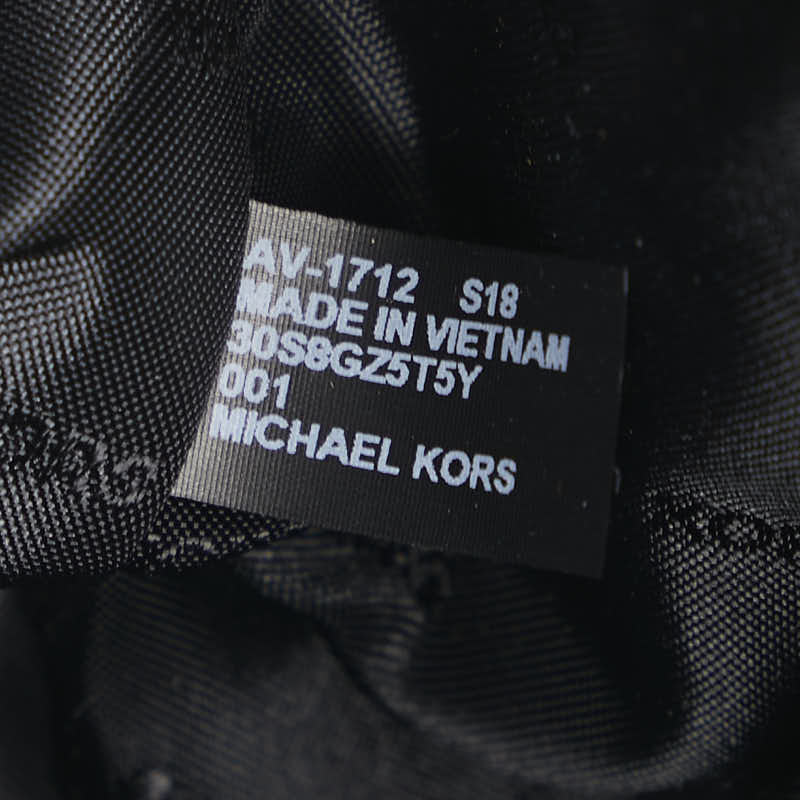 AV-1712 S18
MADE IN VIETNAM
30S8GZ5T5Y
001
MICHAEL KORS